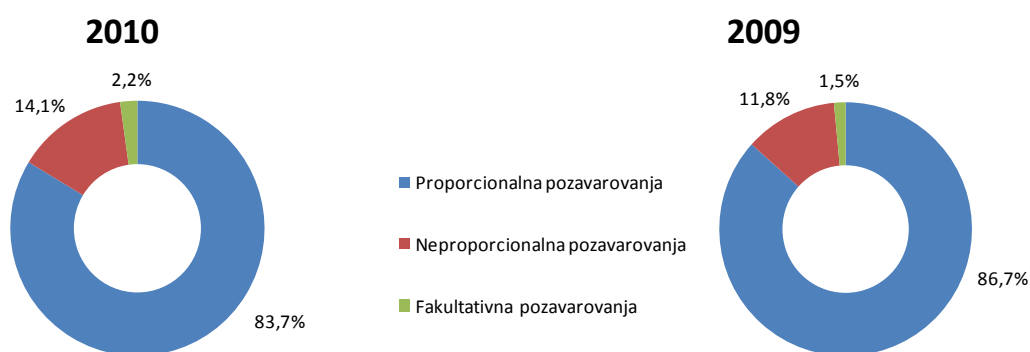 2010
2009
2,2%
14,1%
83,7%
Proporcionalna pozavarovanja
Neproporcionalna pozavarovanja
Fakultativna pozavarovanja
1,5%
11,8%
86,7%